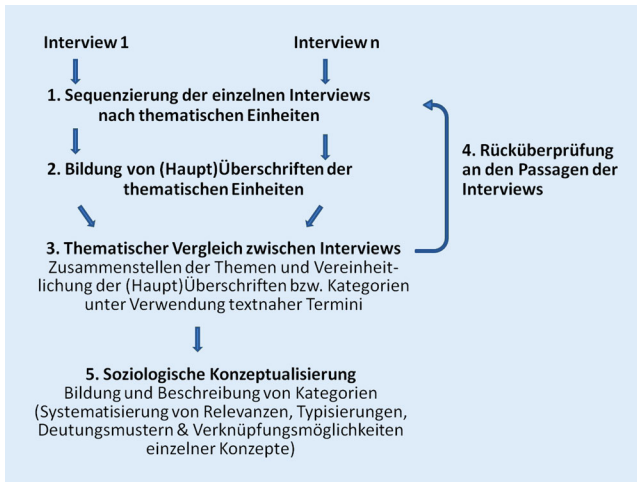 Interview 1
Interview n
1. Sequenzierung der einzelnen Interviews
nach thematischen Einheiten
2. Bildung von (Haupt)Überschriften der
thematischen Einheiten
4. Rücküberprüfung
an den Passagen der
Interviews
3. Thematischer Vergleich zwischen Interviews
Zusammenstellen der Themen und Vereinheit-
lichung der (Haupt)Überschriften bzw. Kategorien
unter Verwendung textnaher Termini
5. Soziologische Konzeptualisierung
Bildung und Beschreibung von Kategorien
(Systematisierung von Relevanzen, Typisierungen,
Deutungsmustern & Verknüpfungsmöglichkeiten
einzelner Konzepte)